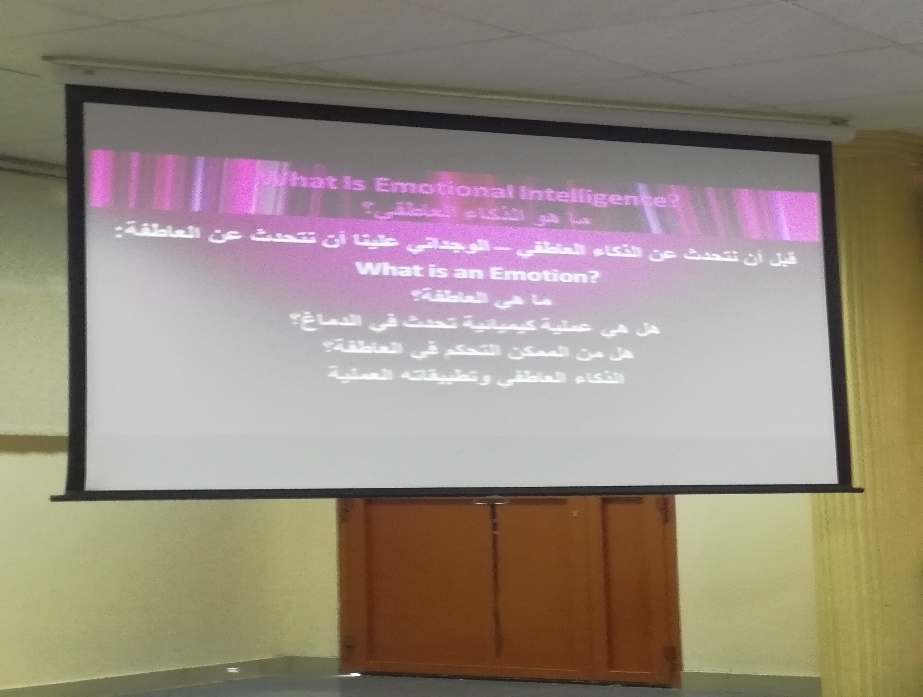 What Is Emotional Intelligence?
ما هو الذكاء العاطفي؟
قبل أن نتحدث عن الذكاء العاطفي – الوجداني علينا أن نتحدث عن العاطفة:
What is an Emotion?
ما هي العاطفة؟
هل هي عملية كيميائية تحدث في الدماغ؟
هل من الممكن التحكم في العاطفة؟
الذكاء العاطفي وتطبيقاته العملية